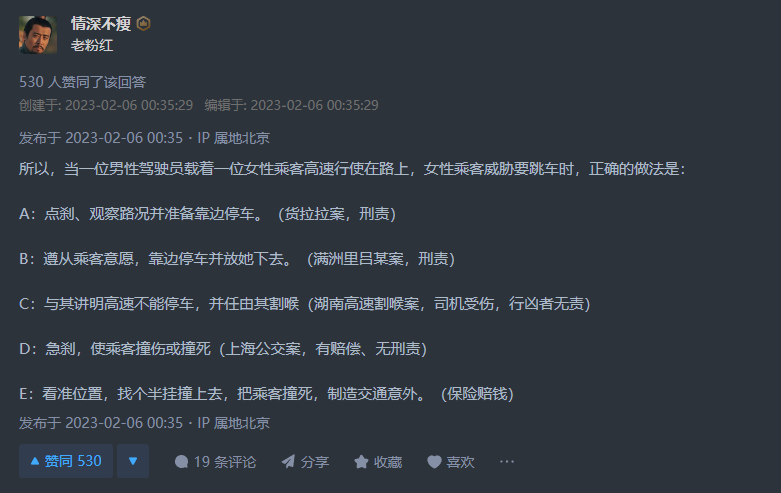 情深不瘦
老粉红
530 人赞同了该回答
创建于: 2023-02-06 00:35:29 编辑于: 2023-02-06 00:35:29
发布于 2023-02-06 00:35・IP 属地北京
所以，当一位男性驾驶员载着一位女性乘客高速行使在路上，女性乘客威胁要跳车时，正确的做法是：
A：点刹、观察路况并准备靠边停车。（货拉拉案，刑责）
B：遵从乘客意愿，靠边停车并放她下去。（满洲里吕某案，刑责）
C：与其讲明高速不能停车，并任由其割喉（湖南高速割喉案，司机受伤，行凶者无责）
D：急刹，使乘客撞伤或撞死（上海公交案，有赔偿、无刑责）
E：看准位置，找个半挂撞上去，把乘客撞死，制造交通意外。（保险赔钱）
发布于 2023-02-06 00:35・IP 属地北京
赞同 530 19 条评论 分享 收藏 喜欢 ···